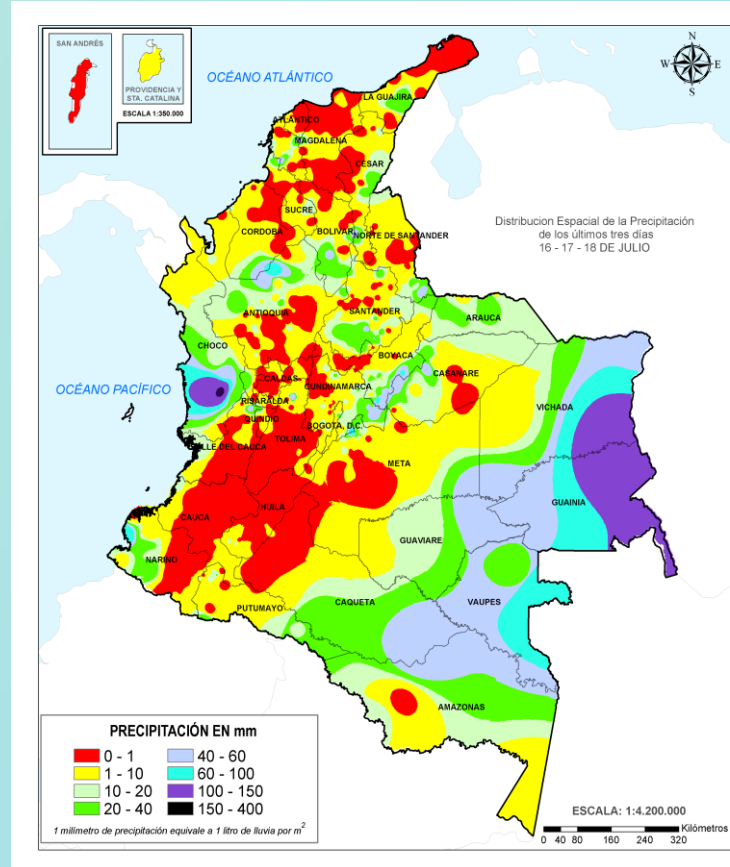 SAN ANDRÉS
PROVIDENCIA Y
STA. CATALINA
ESCALA 1:350.000
OCÉANO ATLÁNTICO
N
W
E
S
LA GUAJIRA
ATLÁNTICO
MAGDALENA
CESAR
SUCRE
CORDOBA
BOLIVAR
NORTE DE SANTANDER
Distribucion Espacial de la Precipitación
de los últimos tres días
16 - 17 - 18 DE JULIO
ANTIOQUIA
SANTANDER
ARAUCA
CHOCO
BOYACA
OCÉANO PACÍFICO
CALDAS
CUNDINAMARCA
CASANARE
RISARALDA
VICHADA
QUINDIO
BOGOTA, D.C.
VALLE DEL CAUCA
TOLIMA
META
GUAINIA
CAUCA
HUILA
GUAVIARE
NARIÑO
PUTUMAYO
CAQUETA
VAUPES
AMAZONAS
PRECIPITACIÓN EN mm
0 - 1
40 - 60
1 - 10
60 - 100
10 - 20
100 - 150
20 - 40
150 - 400
1 milímetro de precipitación equivale a 1 litro de lluvia por m²
ESCALA: 1:4.200.000
Kilómetros
0 40 80 160 240 320